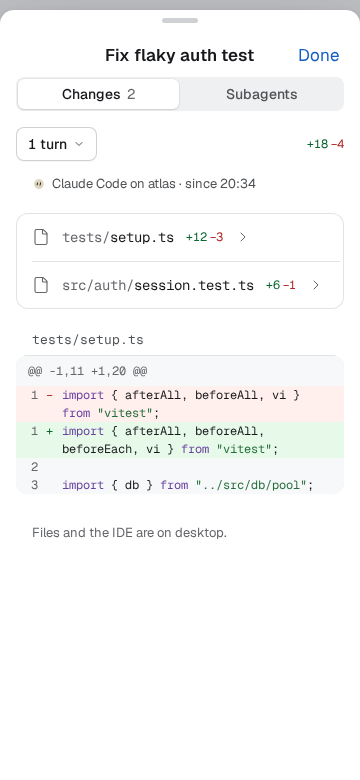 Fix flaky auth test
Done
Changes 2
Subagents
1 turn
+18 −4
Claude Code on atlas · since 20:34
tests/setup.ts +12 −3
src/auth/session.test.ts +6 −1
tests/setup.ts
@@ -1,11 +1,20 @@
1 − import { afterAll, beforeAll, vi }
from "vitest";
1 + import { afterAll, beforeAll,
beforeEach, vi } from "vitest";
2
3 import { db } from "../src/db/pool";
Files and the IDE are on desktop.